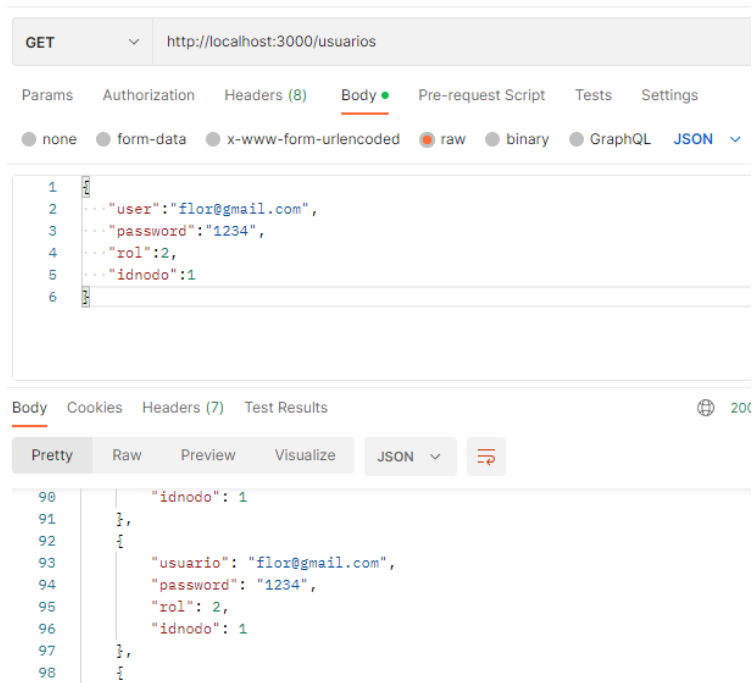 GET http://localhost:3000/usuarios
Params Authorization Headers (8) Body Pre-request Script Tests Settings
none form-data x-www-form-urlencoded raw binary GraphQL JSON
1 {
2 ···"user":"flor@gmail.com",
3 ···"password":"1234",
4 ···"rol":2,
5 ···"idnodo":1
6 }
Body Cookies Headers (7) Test Results 200
Pretty Raw Preview Visualize JSON
90 "idnodo": 1
91 },
92 {
93 "usuario": "flor@gmail.com",
94 "password": "1234",
95 "rol": 2,
96 "idnodo": 1
97 },
98 {